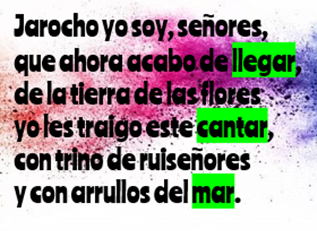 Jarocho yo soy, señores,
que ahora acabo de llegar,
de la tierra de las flores
yo les traigo este cantar,
con trino de ruiseñores
y con arrullos del mar.